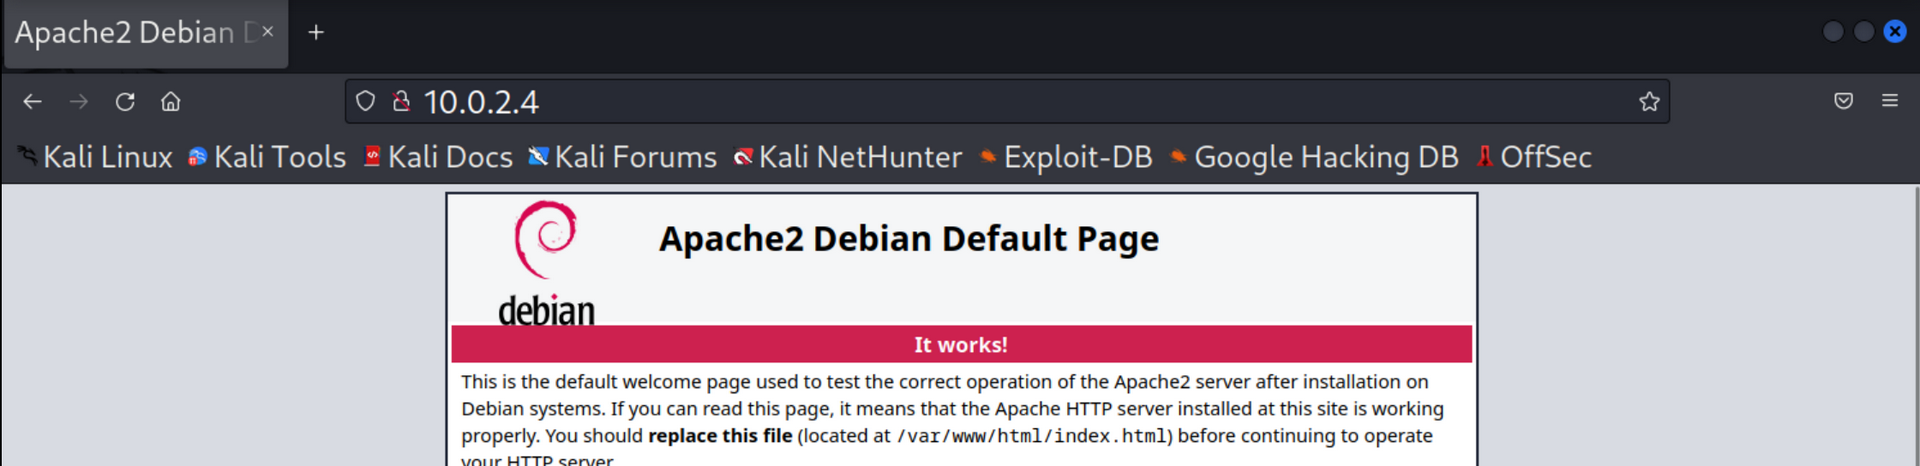 Apache2 Debian D
10.0.2.4
Kali Linux Kali Tools Kali Docs Kali Forums Kali NetHunter Exploit-DB Google Hacking DB OffSec
debian
Apache2 Debian Default Page
It works!
This is the default welcome page used to test the correct operation of the Apache2 server after installation on
Debian systems. If you can read this page, it means that the Apache HTTP server installed at this site is working
properly. You should replace this file (located at /var/www/html/index.html) before continuing to operate
your HTTP server.